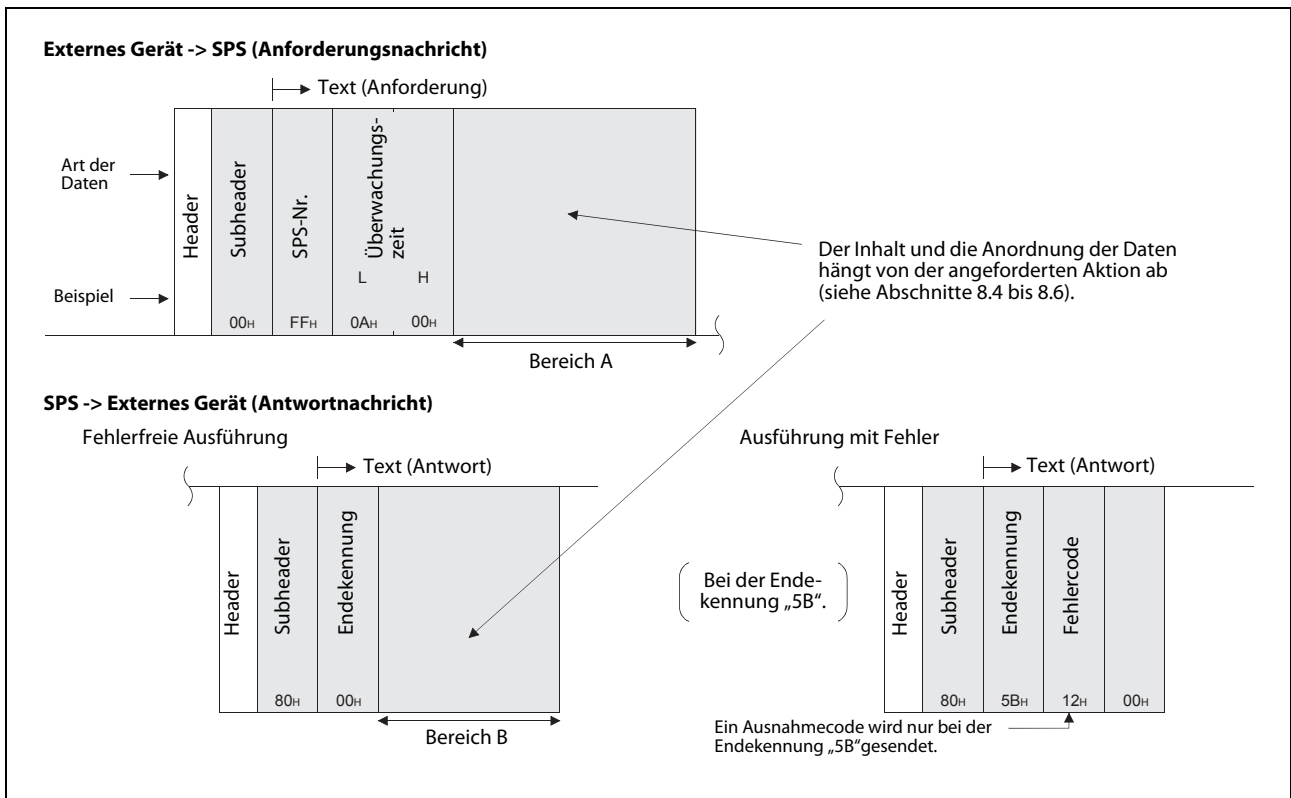 Externes Gerät -> SPS (Anforderungsnachricht)
Text (Anforderung)
Art der
Daten
Header
Subheader
SPS-Nr.
Überwachungs-
zeit
L H
Beispiel
00H FFH 0AH 00H
Bereich A
Der Inhalt und die Anordnung der Daten
hängt von der angeforderten Aktion ab
(siehe Abschnitte 8.4 bis 8.6).
SPS -> Externes Gerät (Antwortnachricht)
Fehlerfreie Ausführung
Text (Antwort)
Header
Subheader
Endekennung
80H 00H
Bereich B
Ausführung mit Fehler
Text (Antwort)
Bei der Ende-
kennung „5B“.
Header
Subheader
Endekennung
Fehlercode
80H 5BH 12H 00H
Ein Ausnahmecode wird nur bei der
Endekennung „5B“gesendet.